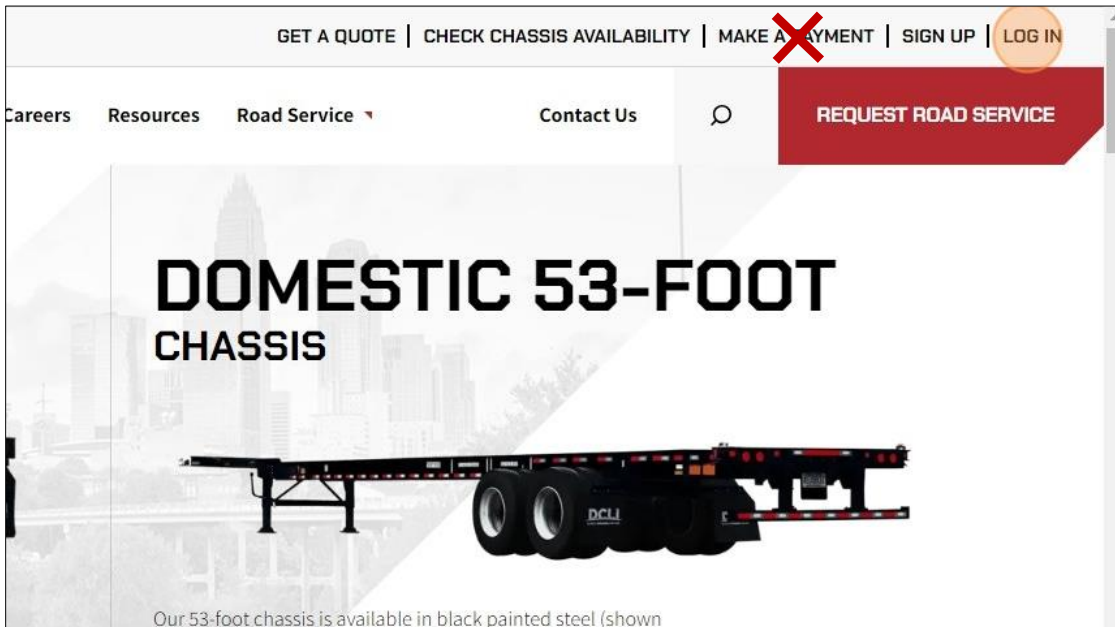 GET A QUOTE | CHECK CHASSIS AVAILABILITY | MAKE A PAYMENT | SIGN UP | LOG IN
Careers Resources Road Service Contact Us REQUEST ROAD SERVICE
DOMESTIC 53-FOOT
CHASSIS
DCLI
Our 53-foot chassis is available in black painted steel (shown